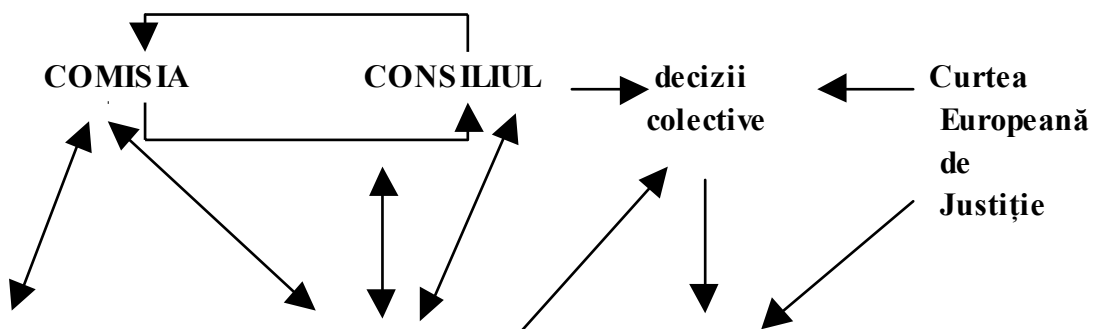 COMISIA CONSILIUL decizii Curtea
colective Europeană
de
Justiție